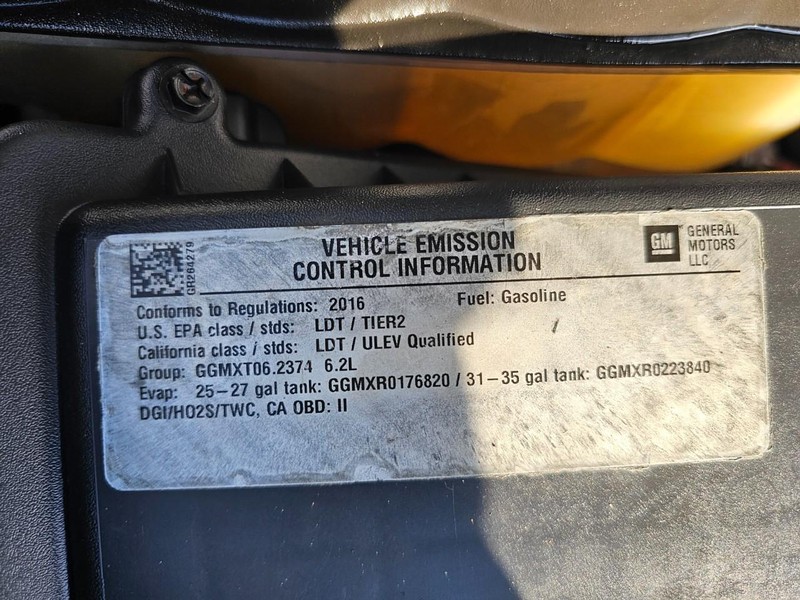 GR264279
VEHICLE EMISSION
CONTROL INFORMATION
GM
GENERAL
MOTORS
LLC
Conforms to Regulations: 2016 Fuel: Gasoline
U.S. EPA class / stds: LDT / TIER2
California class / stds: LDT / ULEV Qualified
Group: GGMXT06.2374 6.2L
Evap: 25-27 gal tank: GGMXR0176820 / 31-35 gal tank: GGMXR0223840
DGI/HO2S/TWC, CA OBD: II